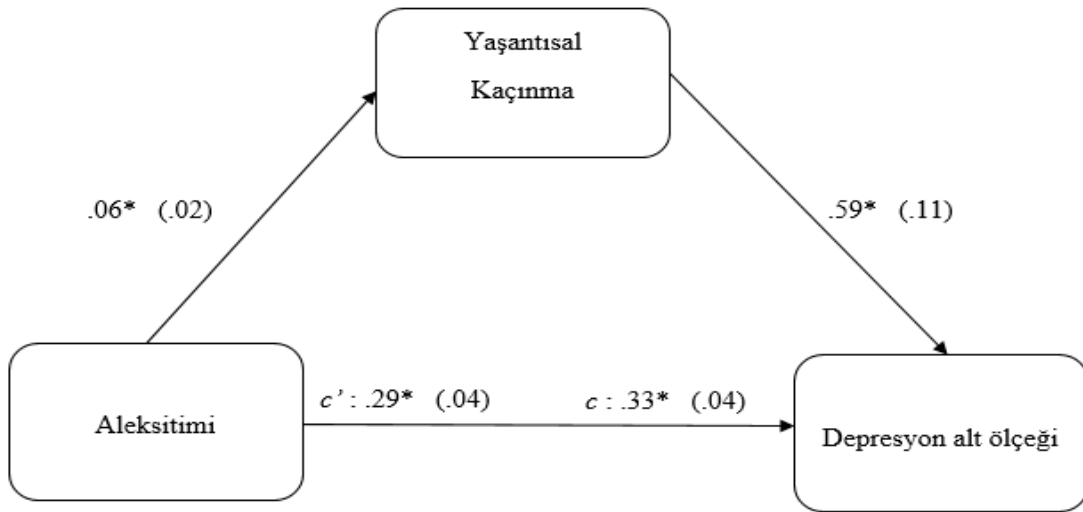 Yaşantısal
Kaçınma
.06* (.02)
.59* (.11)
c’ : .29* (.04) c : .33* (.04)
Aleksitimi
Depresyon alt ölçeği